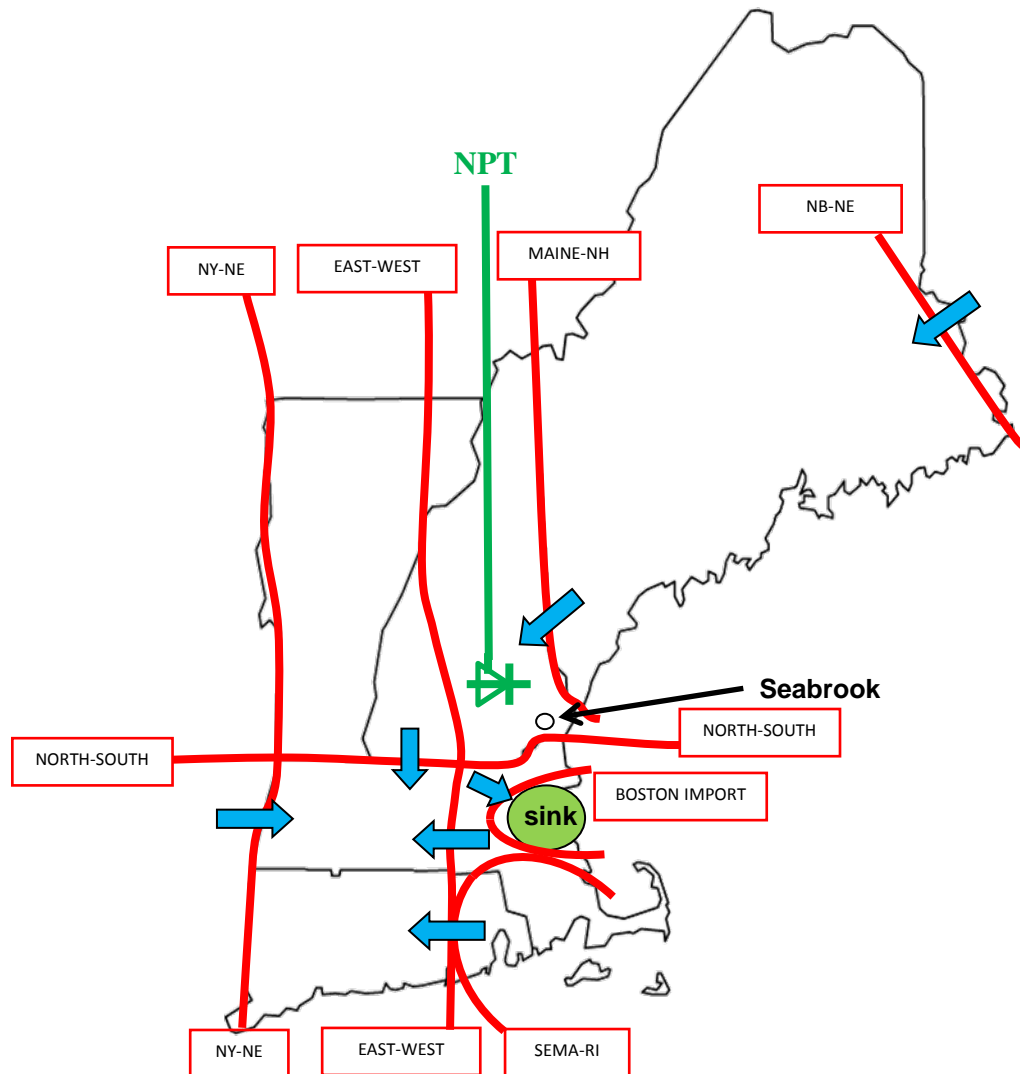 NPT
NB-NE
NY-NE
EAST-WEST
MAINE-NH
Seabrook
NORTH-SOUTH
NORTH-SOUTH
BOSTON IMPORT
sink
NY-NE
EAST-WEST
SEMA-RI